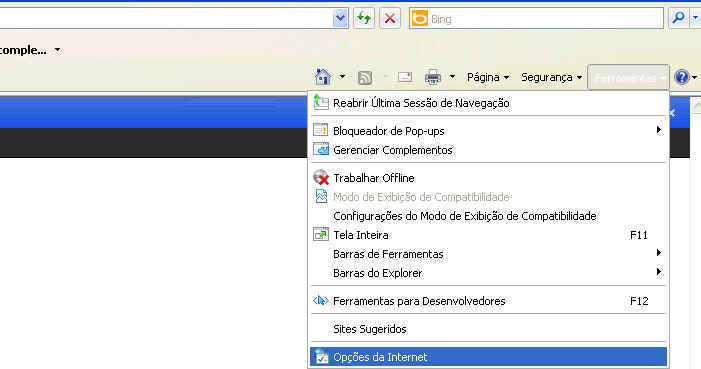 Bing
comple...
Página Segurança Ferramentas
Reabrir Última Sessão de Navegação
Bloqueador de Pop-ups
Gerenciar Complementos
Trabalhar Offline
Modo de Exibição de Compatibilidade
Configurações do Modo de Exibição de Compatibilidade
Tela Inteira F11
Barras de Ferramentas
Barras do Explorer
Ferramentas para Desenvolvedores F12
Sites Sugeridos
Opções da Internet